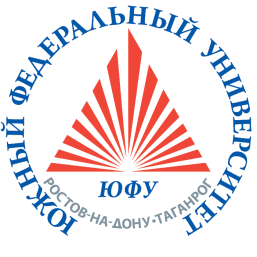 ЮЖНЫЙ ФЕДЕРАЛЬНЫЙ УНИВЕРСИТЕТ
ЮФУ
РОСТОВ-НА-ДОНУ•ТАГАНРОГ